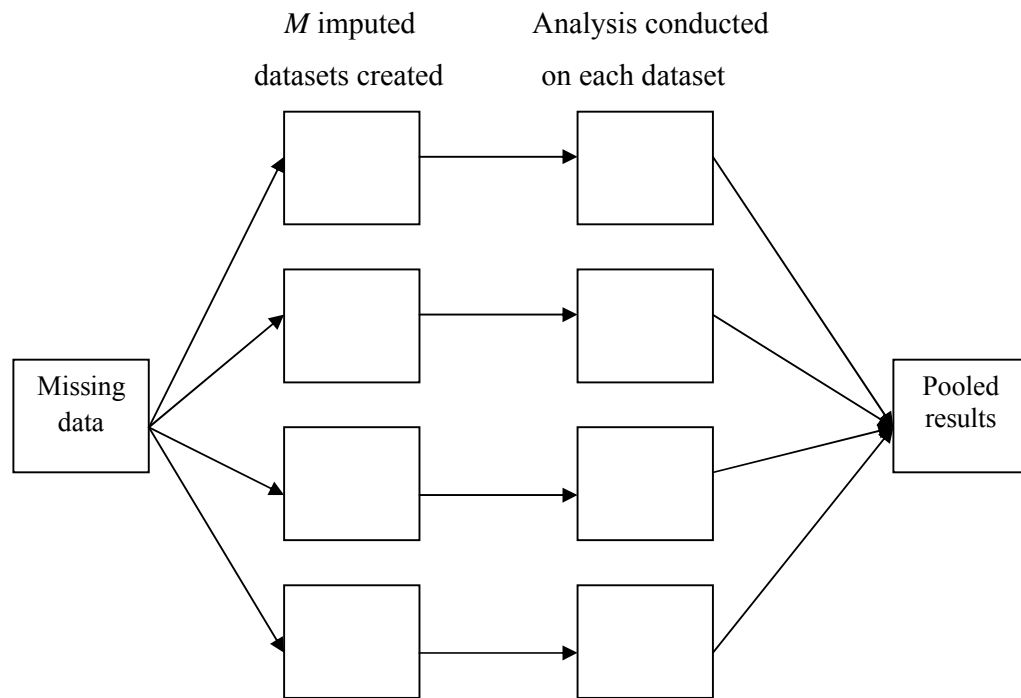 M imputed
datasets created
Analysis conducted
on each dataset
Missing
data
Pooled
results